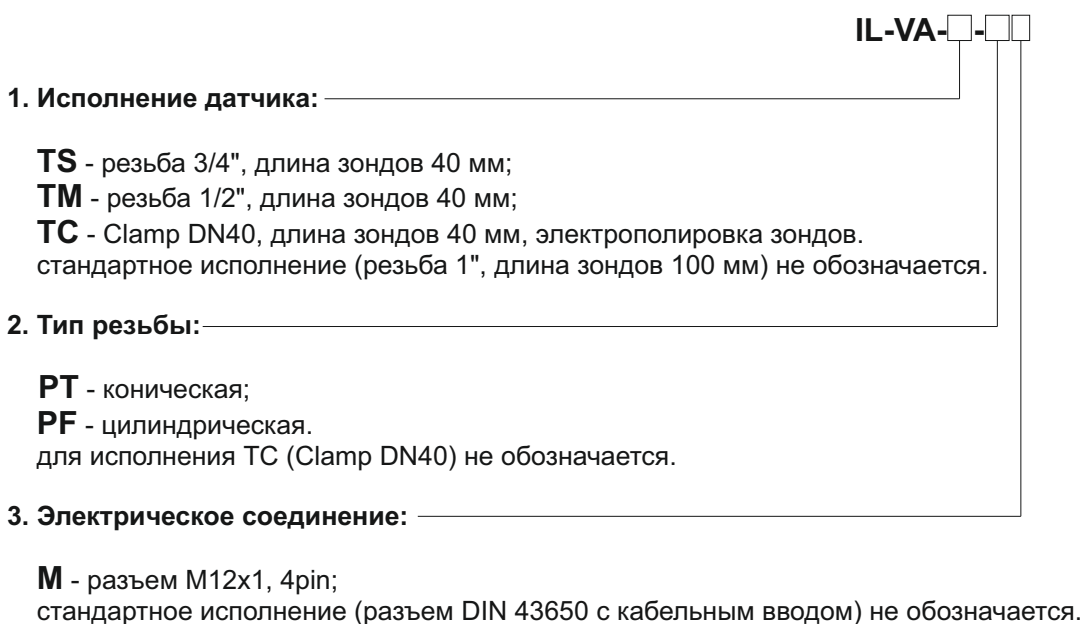 IL-VA-□-□□
1. Исполнение датчика:
TS - резьба 3/4", длина зондов 40 мм;
TM - резьба 1/2", длина зондов 40 мм;
TC - Clamp DN40, длина зондов 40 мм, электрополировка зондов.
стандартное исполнение (резьба 1", длина зондов 100 мм) не обозначается.
2. Тип резьбы:
PT - коническая;
PF - цилиндрическая.
для исполнения TC (Clamp DN40) не обозначается.
3. Электрическое соединение:
M - разъем M12x1, 4pin;
стандартное исполнение (разъем DIN 43650 с кабельным вводом) не обозначается.